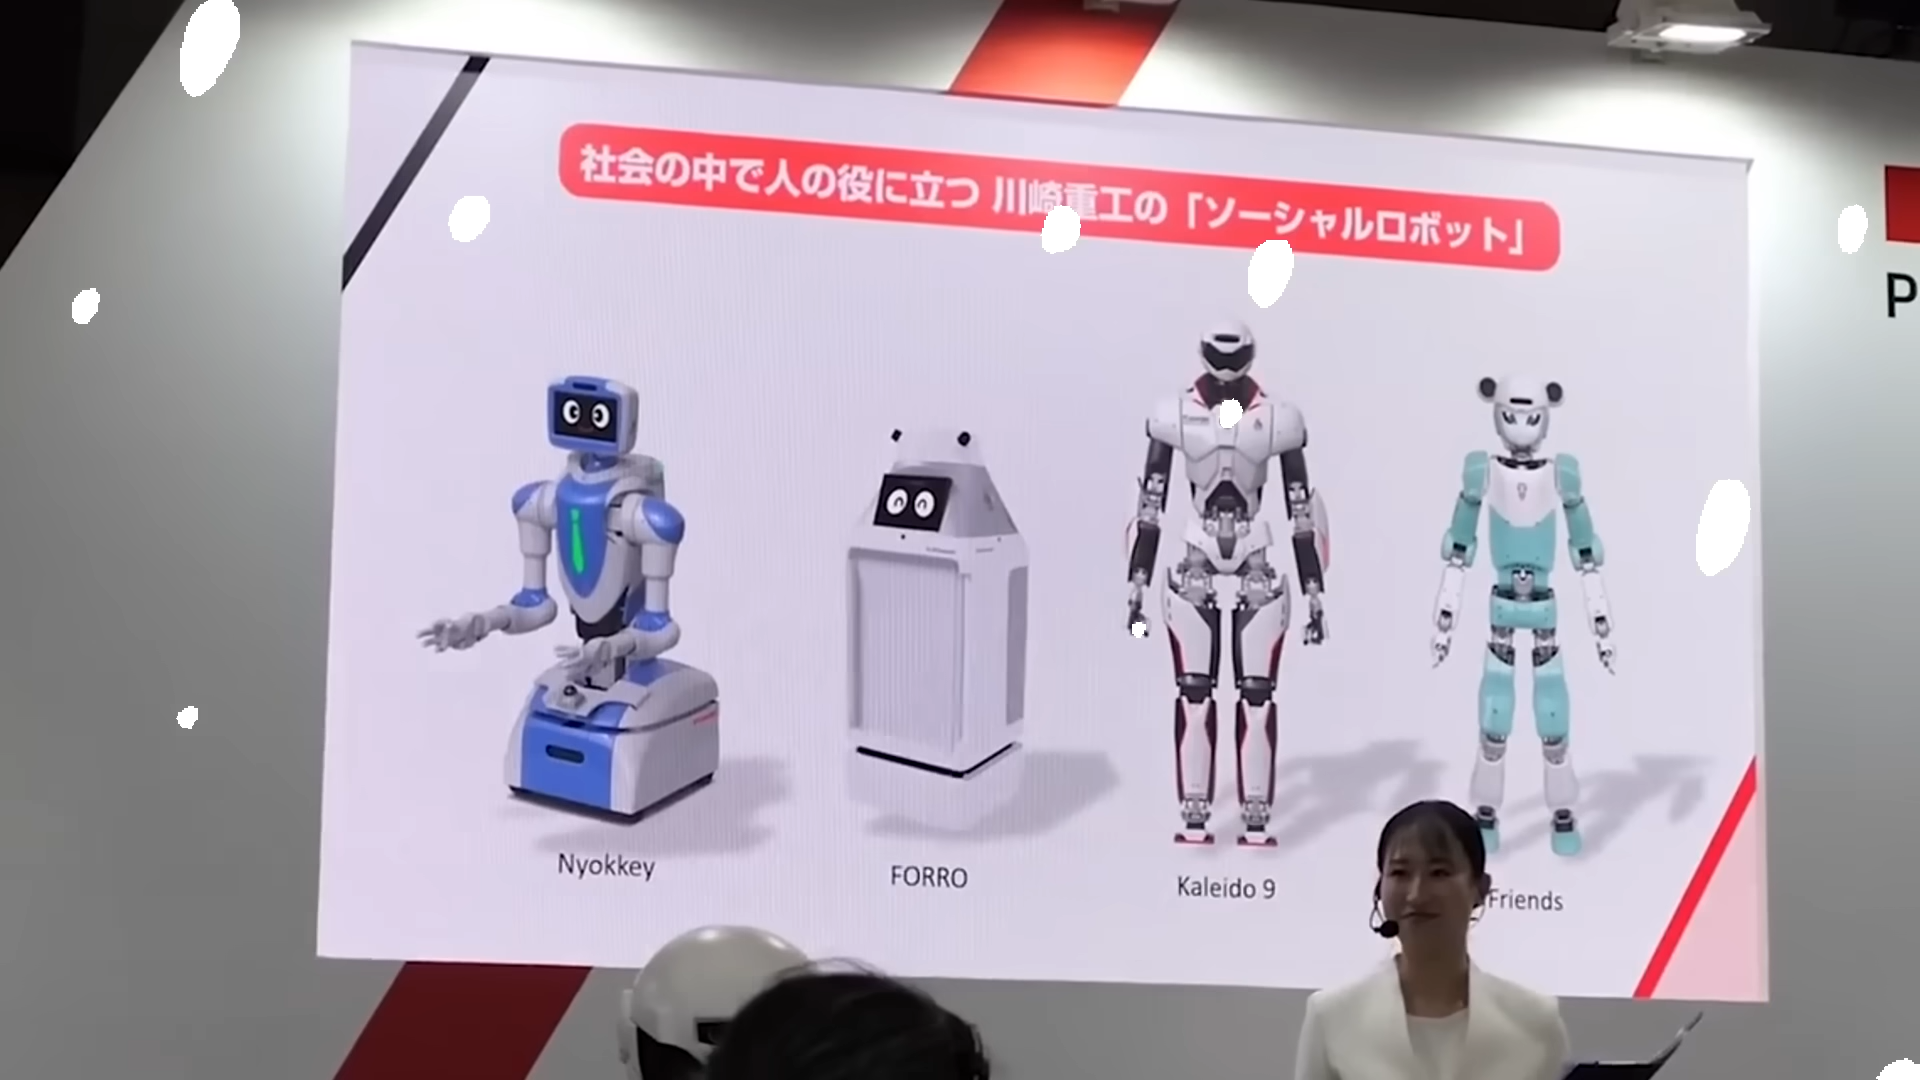 社会の中で人の役に立つ 川崎重工の「ソーシャルロボット」
P
Nyokkey
FORRO
Kaleido 9
Friends